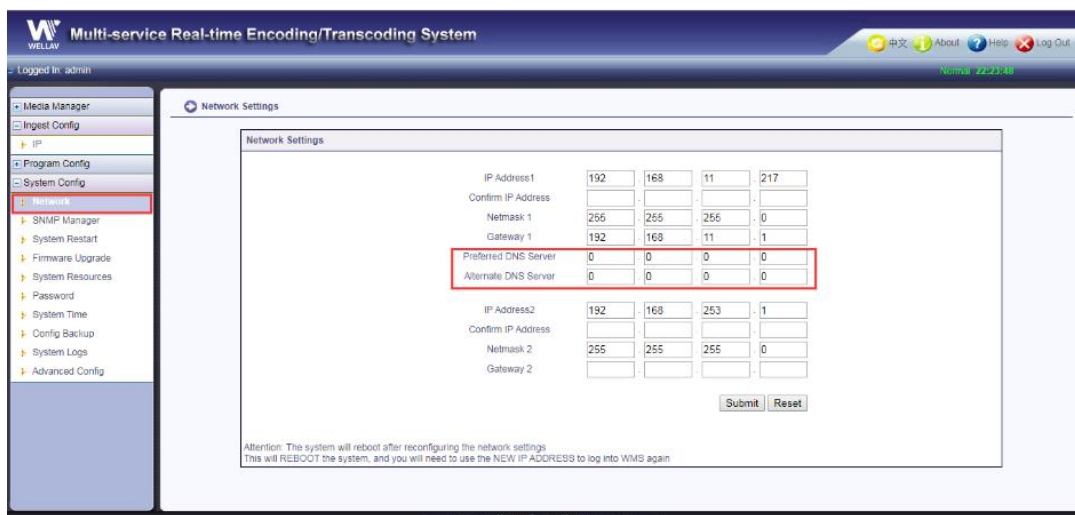 WELLAV
Multi-service Real-time Encoding/Transcoding System
中文 About Help Log Out
Logged In: admin
Normal 22:23:48
Media Manager
Ingest Config
IP
Program Config
System Config
Network
SNMP Manager
System Restart
Firmware Upgrade
System Resources
Password
System Time
Config Backup
System Logs
Advanced Config
Network Settings
Network Settings
IP Address1 192 . 168 . 11 . 217
Confirm IP Address . . .
Netmask 1 255 . 255 . 255 . 0
Gateway 1 192 . 168 . 11 . 1
Preferred DNS Server 0 . 0 . 0 . 0
Alternate DNS Server 0 . 0 . 0 . 0
IP Address2 192 . 168 . 253 . 1
Confirm IP Address . . .
Netmask 2 255 . 255 . 255 . 0
Gateway 2 . . .
Submit Reset
Attention: The system will reboot after reconfiguring the network settings
This will REBOOT the system, and you will need to use the NEW IP ADDRESS to log into WMS again